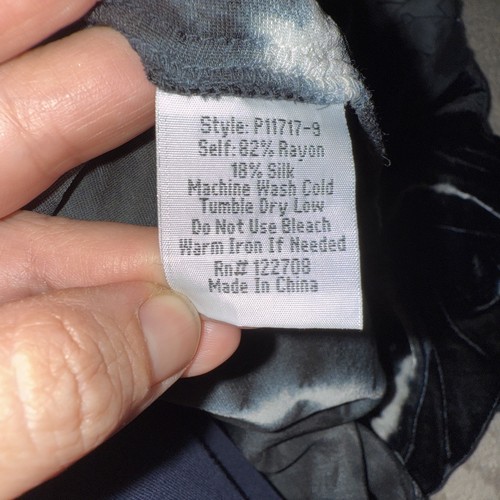 Style: P11717-9
Self: 82% Rayon
18% Silk
Machine Wash Cold
Tumble Dry Low
Do Not Use Bleach
Warm Iron If Needed
Rn# 122708
Made In China